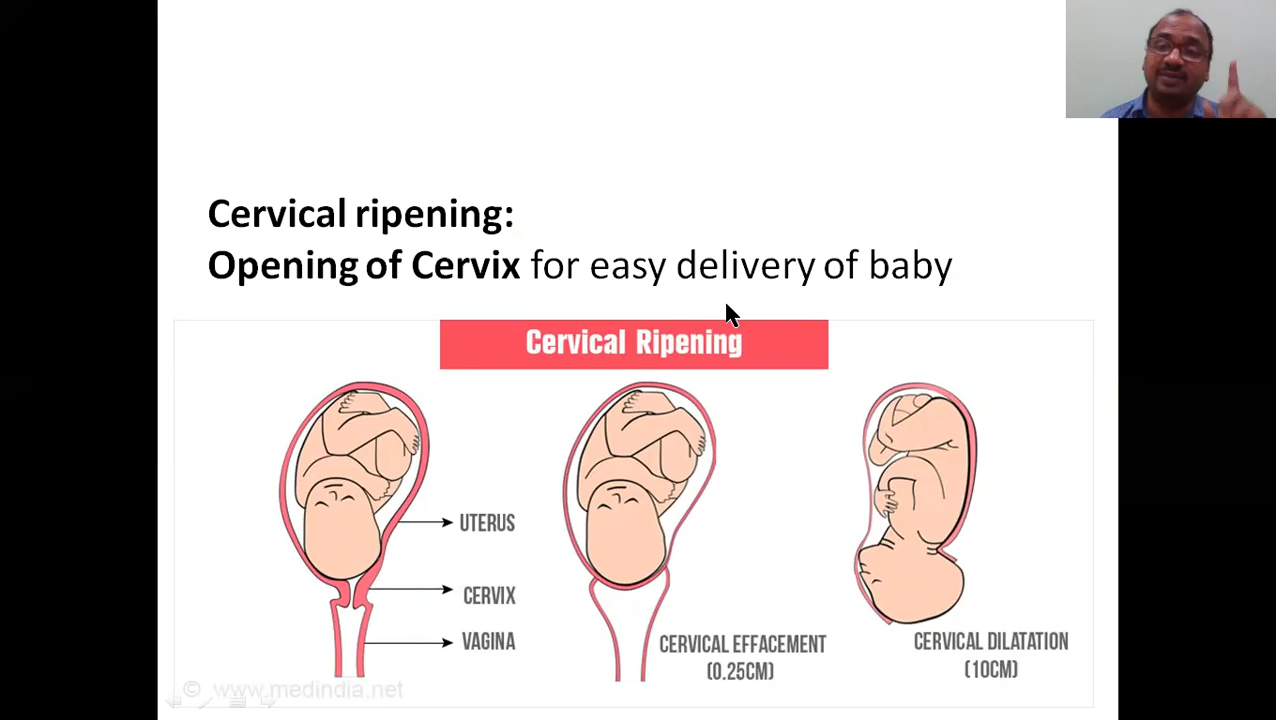 Cervical ripening:
Opening of Cervix for easy delivery of baby
Cervical Ripening
UTERUS
CERVIX
VAGINA
CERVICAL EFFACEMENT
(0.25CM)
CERVICAL DILATATION
(10CM)
© www.medindia.net